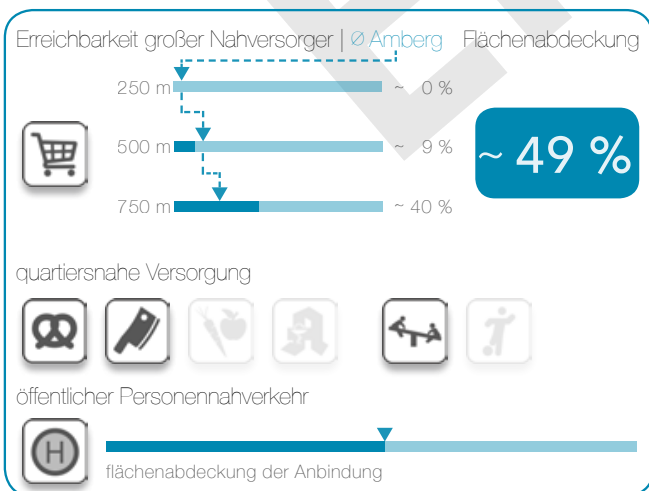 Erreichbarkeit großer Nahversorger | Ø Amberg Flächenabdeckung
250 m ~ 0 %
500 m ~ 9 %
~ 49 %
750 m ~ 40 %
quartiersnahe Versorgung
öffentlicher Personennahverkehr
H
flächenabdeckung der Anbindung